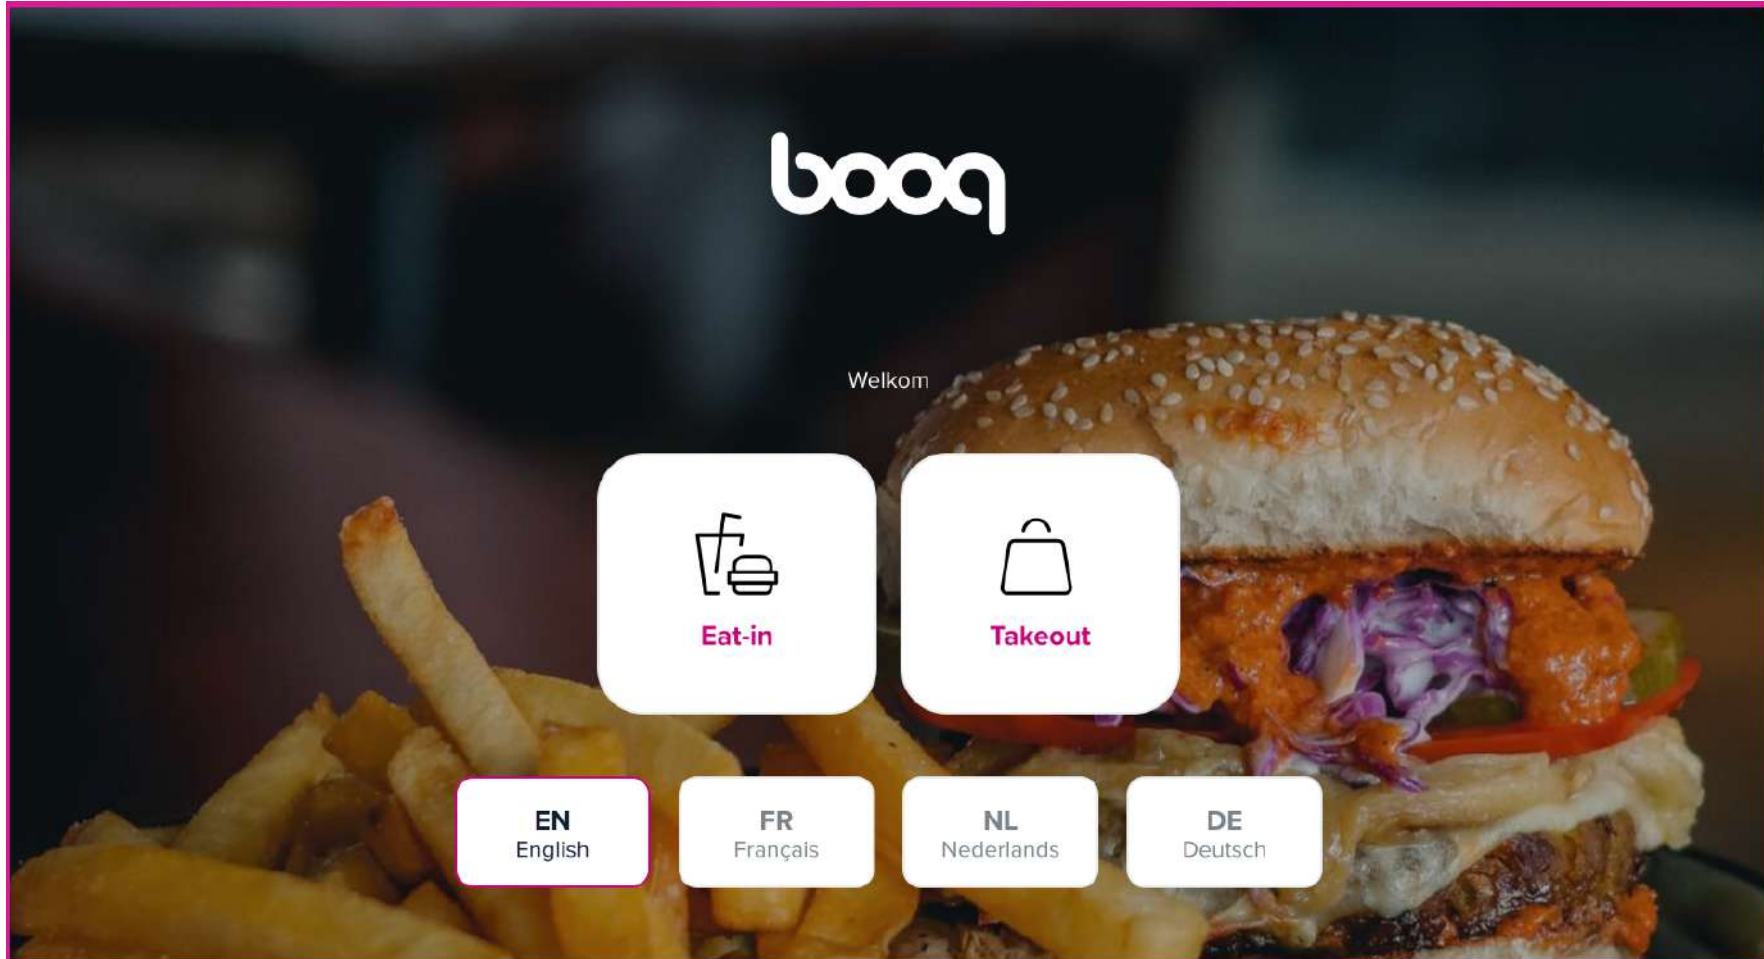 booq
Welkom
Eat-in
Takeout
EN
English
FR
Français
NL
Nederlands
DE
Deutsch